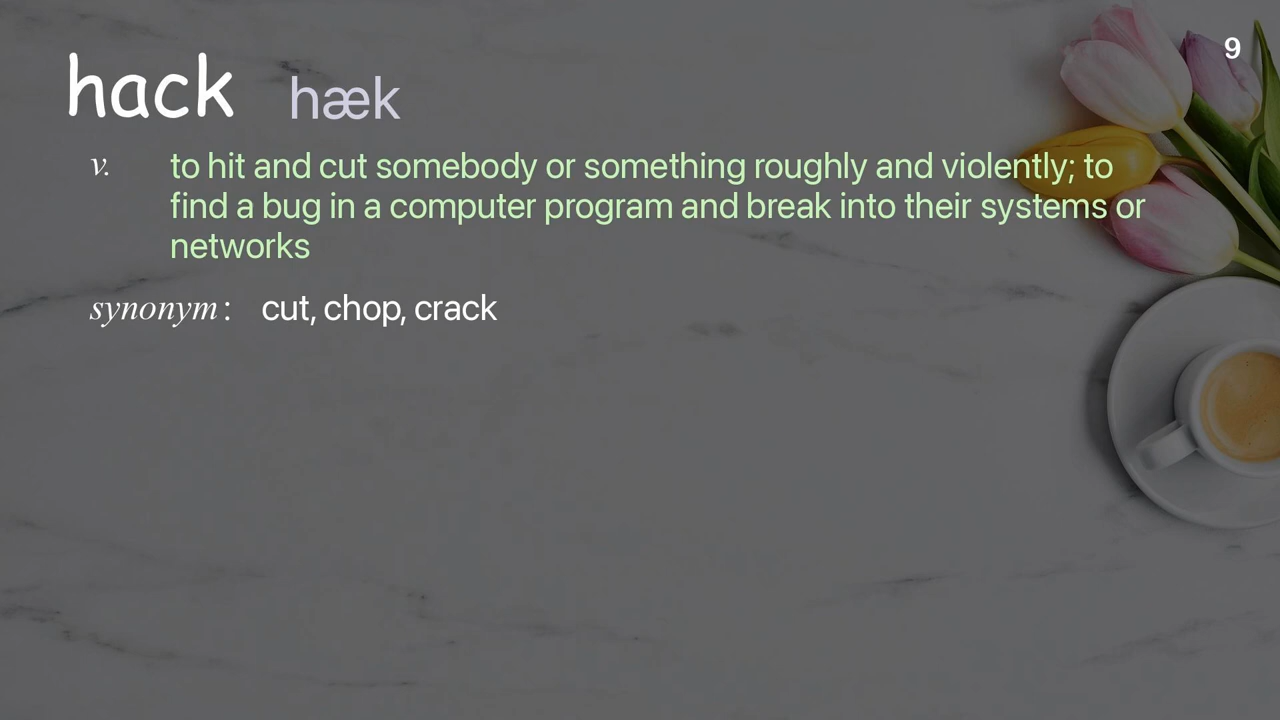 9
hack hæk
v. to hit and cut somebody or something roughly and violently; to
find a bug in a computer program and break into their systems or
networks
synonym: cut, chop, crack